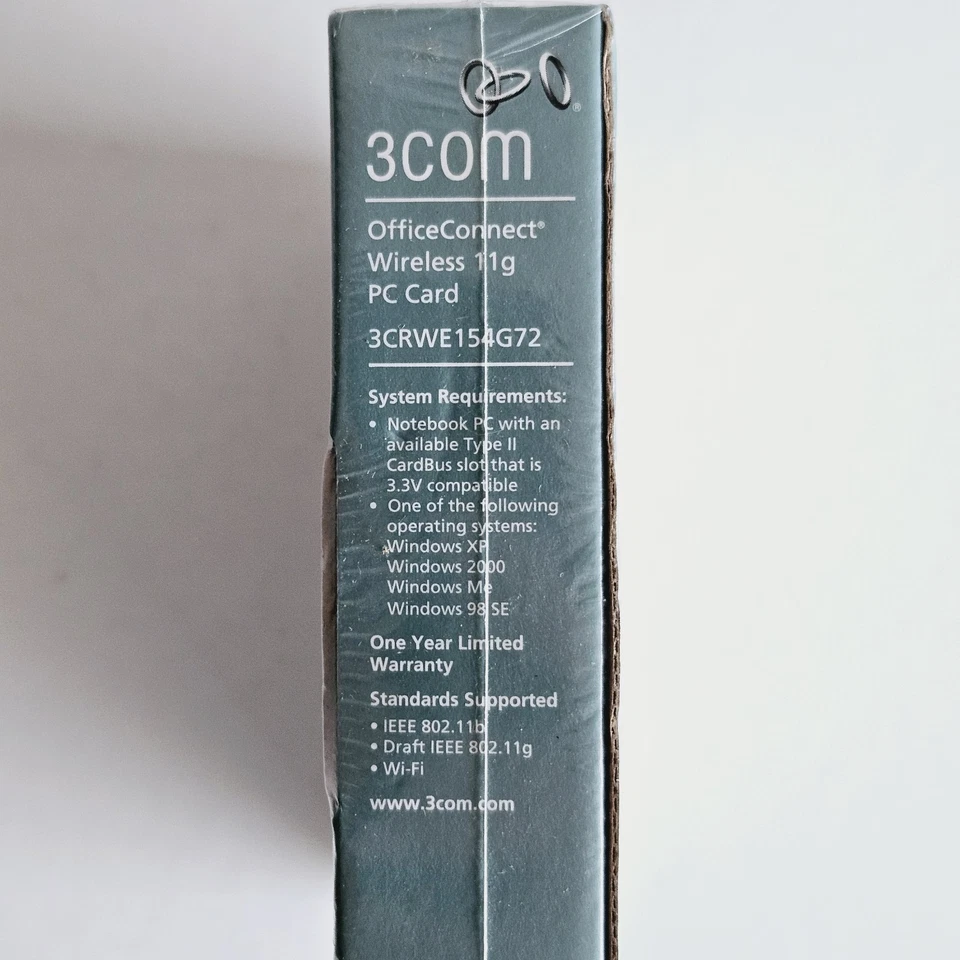 ®
3COM
OfficeConnect®
Wireless 11g
PC Card
3CRWE154G72
System Requirements:
• Notebook PC with an
available Type II
CardBus slot that is
3.3V compatible
• One of the following
operating systems:
Windows XP
Windows 2000
Windows Me
Windows 98 SE
One Year Limited
Warranty
Standards Supported
• IEEE 802.11b
• Draft IEEE 802.11g
• Wi-Fi
www.3com.com